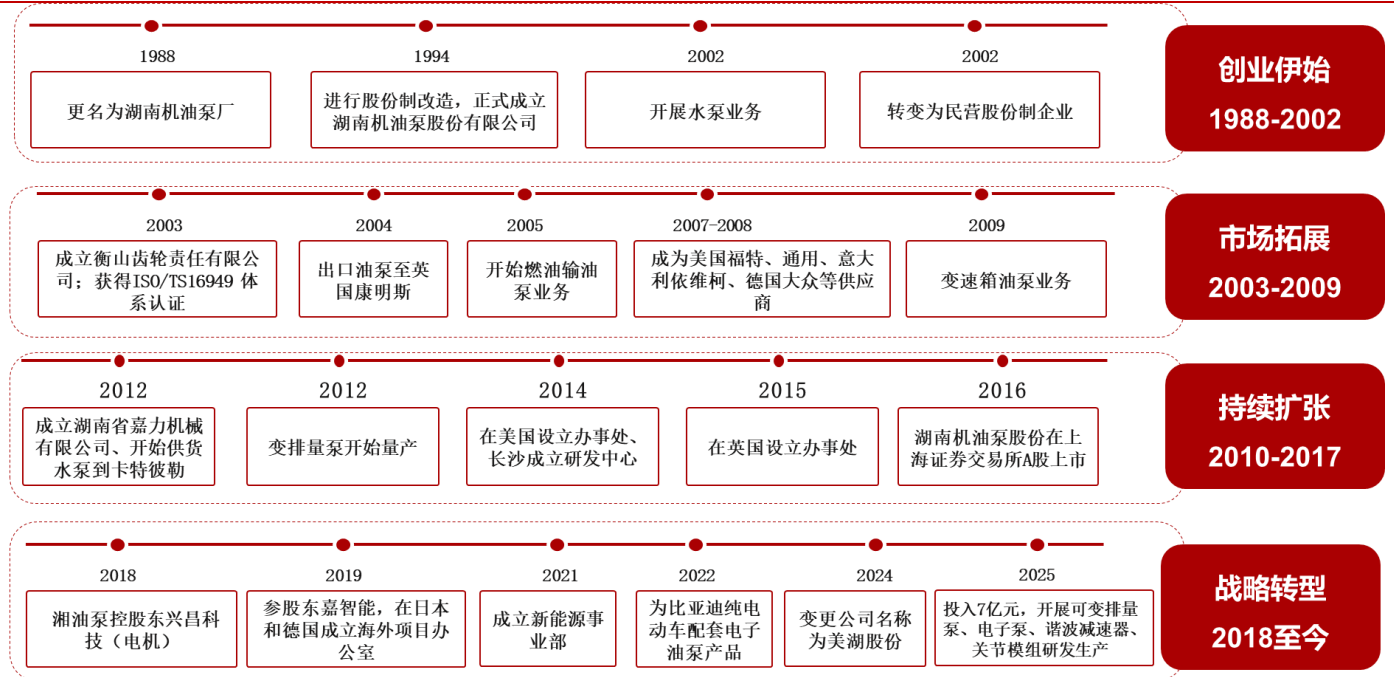 1988
更名为湖南机油泵厂
1994
进行股份制改造，正式成立
湖南机油泵股份有限公司
2002
开展水泵业务
2002
转变为民营股份制企业
创业伊始
1988-2002
2003
成立衡山齿轮责任有限公
司；获得ISO/TS16949 体
系认证
2004
出口油泵至英
国康明斯
2005
开始燃油输油
泵业务
2007-2008
成为美国福特、通用、意大
利依维柯、德国大众等供应
商
2009
变速箱油泵业务
市场拓展
2003-2009
2012
成立湖南省嘉力机械
有限公司、开始供货
水泵到卡特彼勒
2012
变排量泵开始量产
2014
在美国设立办事处、
长沙成立研发中心
2015
在英国设立办事处
2016
湖南机油泵股份在上
海证券交易所A股上市
持续扩张
2010-2017
2018
湘油泵控股东兴昌科
技（电机）
2019
参股东嘉智能，在日本
和德国成立海外项目办
公室
2021
成立新能源事
业部
2022
为比亚迪纯电
动车配套电子
油泵产品
2024
变更公司名称
为美湖股份
2025
投入7亿元，开展可变排量
泵、电子泵、谐波减速器、
关节模组研发生产
战略转型
2018至今